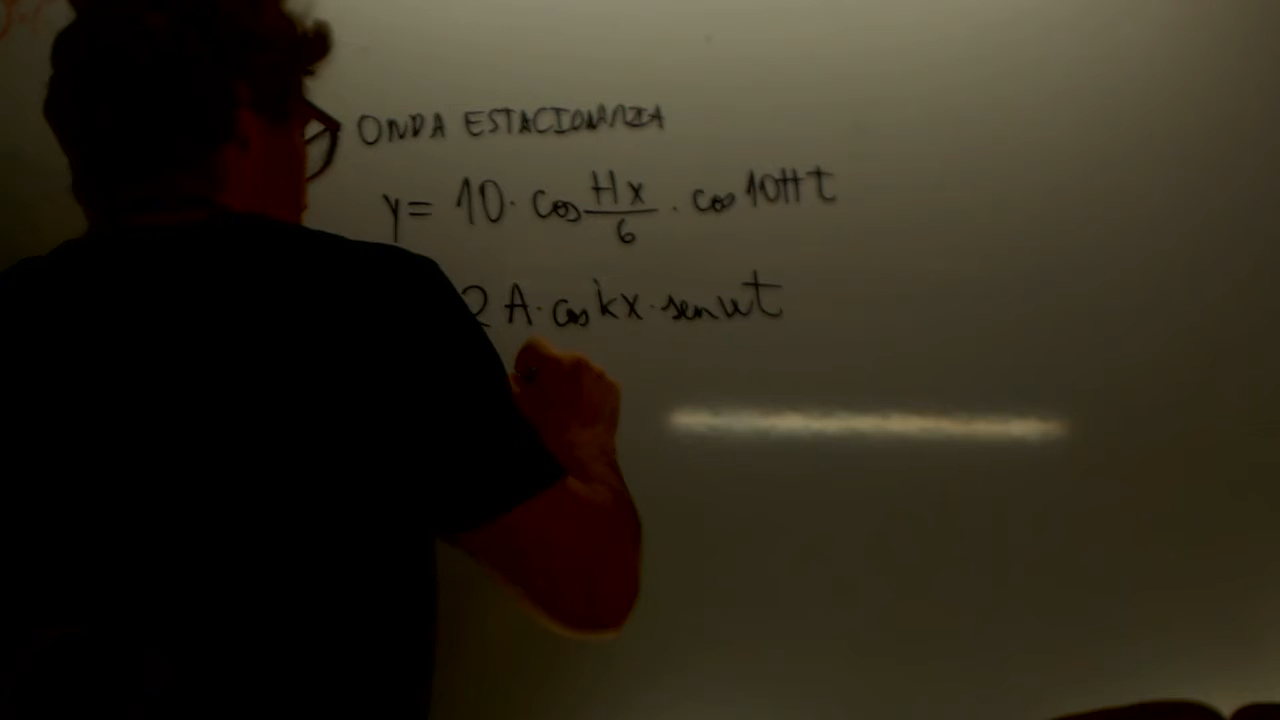 ONDA ESTACIONARIA
y = 10 · cos πx/6 · cos 10πt
2 A · cos kx · sen ωt